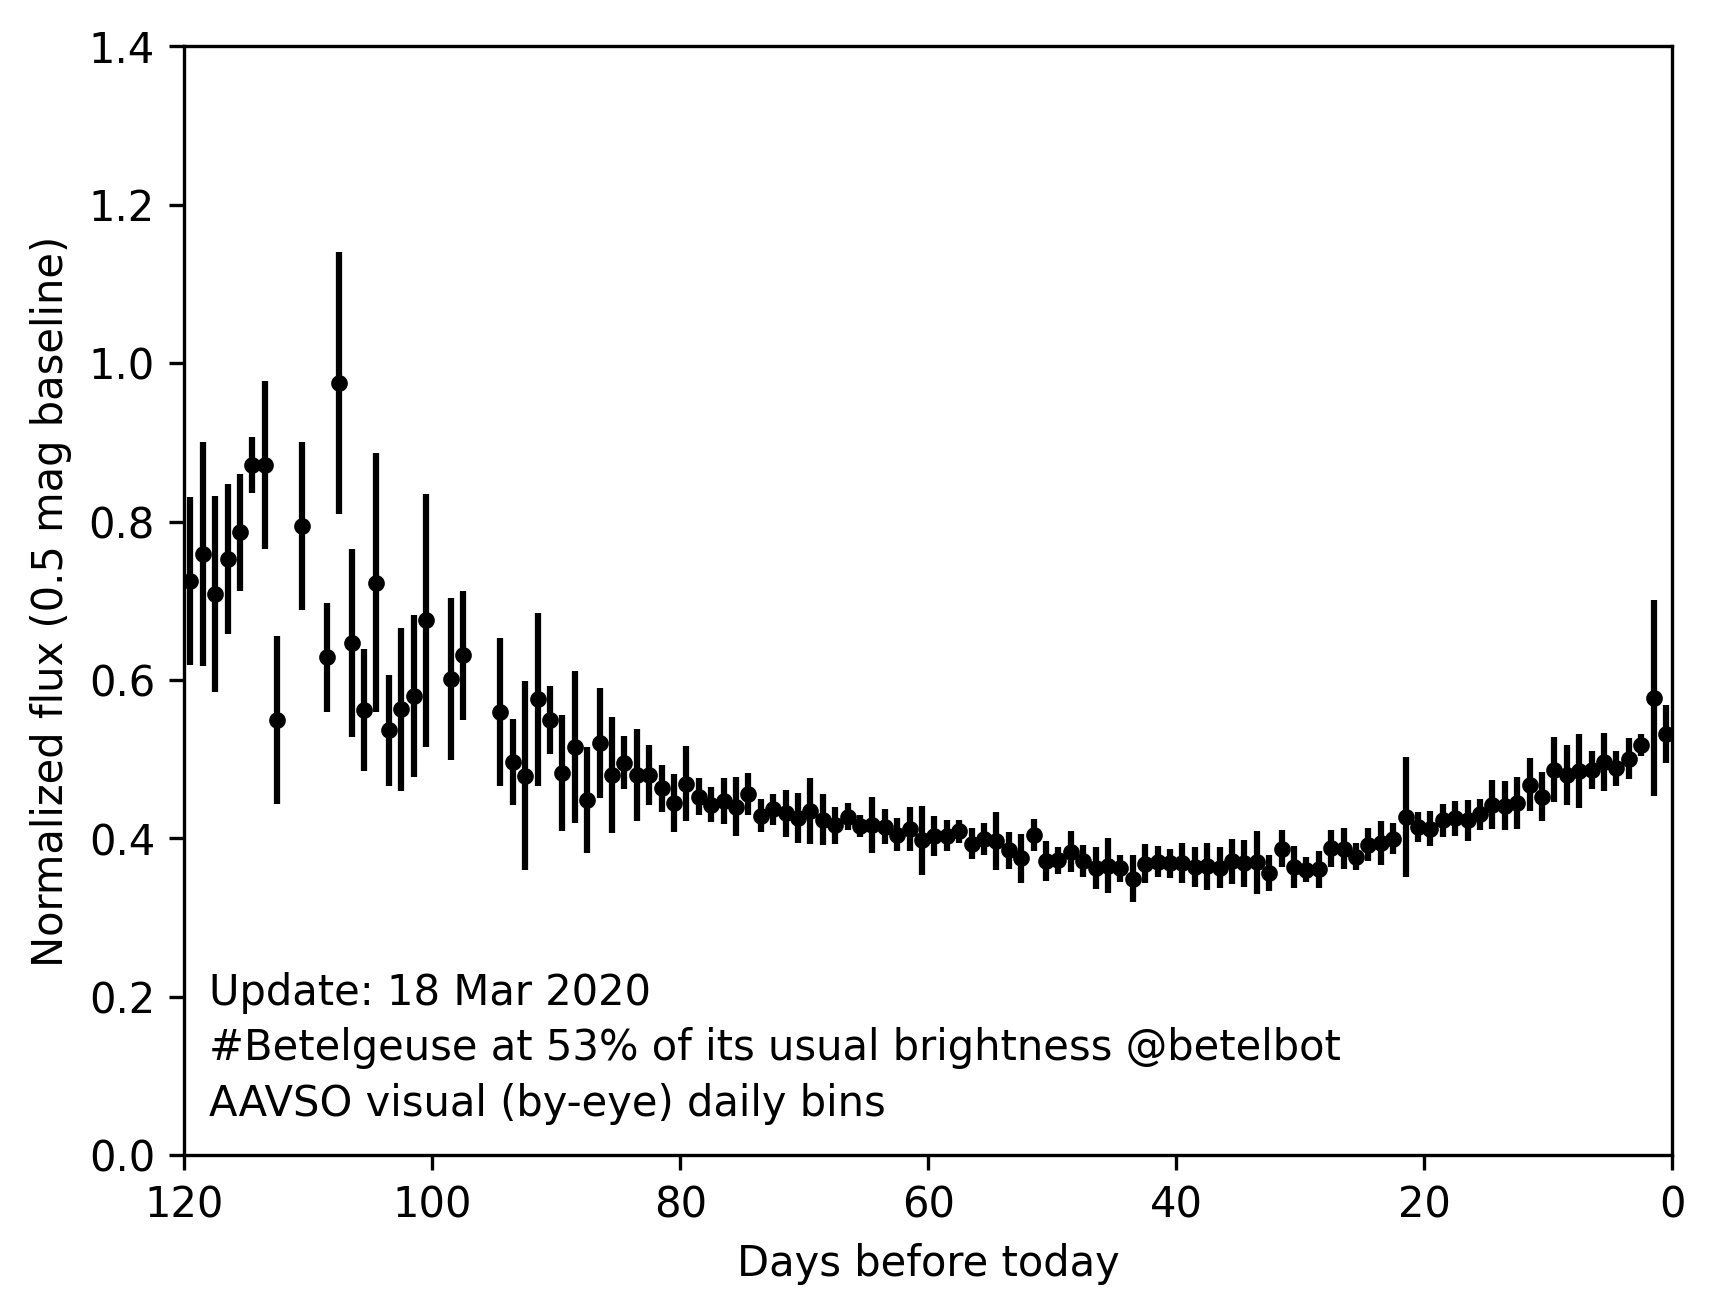 1.4
1.2
1.0
0.8
0.6
0.4
0.2
0.0
Normalized flux (0.5 mag baseline)
Update: 18 Mar 2020
#Betelgeuse at 53% of its usual brightness @betelbot
AAVSO visual (by-eye) daily bins
120 100 80 60 40 20 0
Days before today